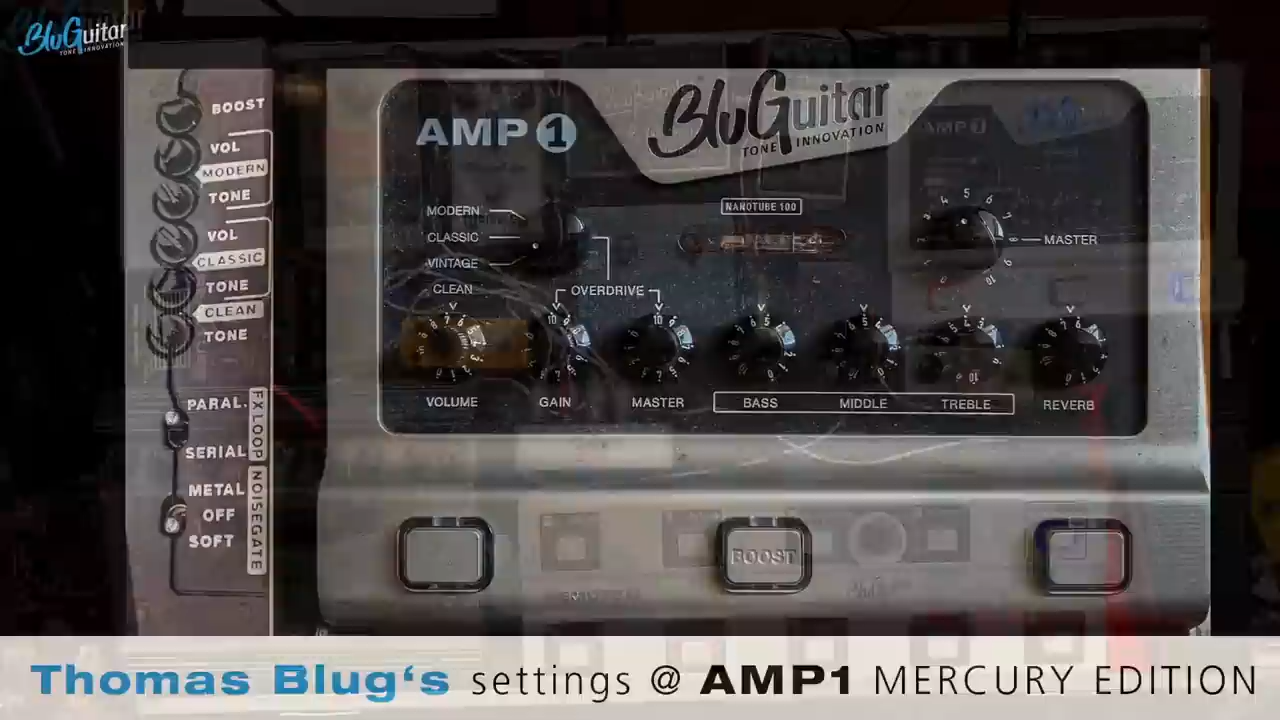 BluGuitar
TONE INNOVATION
BOOST
VOL
MODERN
TONE
VOL
CLASSIC
TONE
CLEAN
TONE
PARAL.
SERIAL
FX LOOP
METAL
OFF
SOFT
NOISEGATE
AMP 1
BluGuitar
TONE INNOVATION
MODERN
CLASSIC
VINTAGE
CLEAN
OVERDRIVE
NANOTUBE 100
MASTER
VOLUME
GAIN
MASTER
BASS
MIDDLE
TREBLE
REVERB
BOOST
Thomas Blug‘s settings @ AMP1 MERCURY EDITION